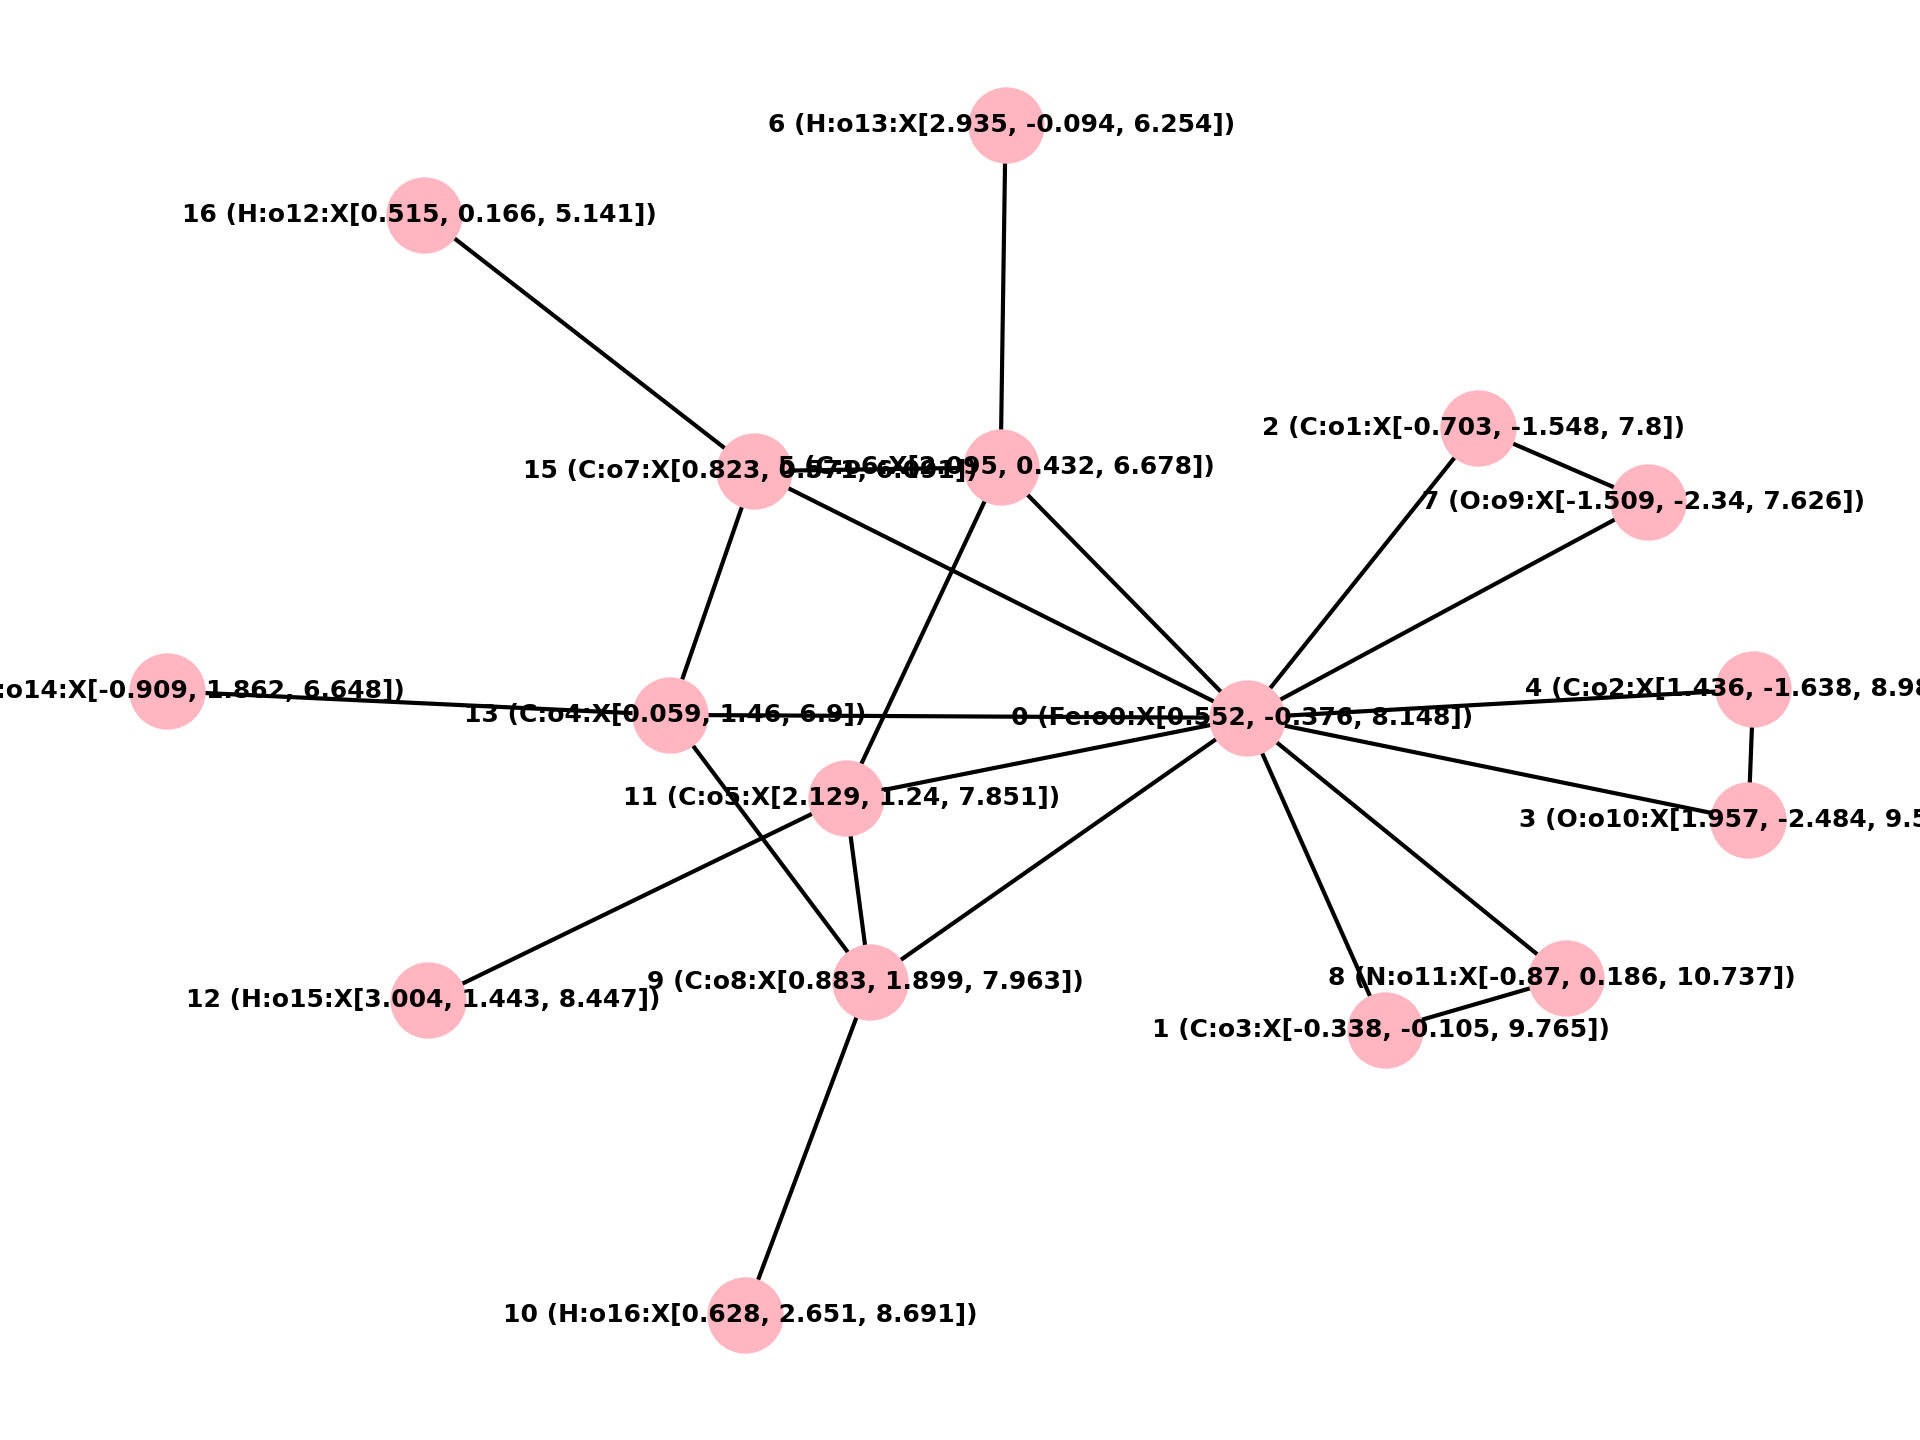 6 (H:o13:X[2.935, -0.094, 6.254])
16 (H:o12:X[0.515, 0.166, 5.141])
2 (C:o1:X[-0.703, -1.548, 7.8])
5 (C:o6:X[2.095, 0.432, 6.678])
15 (C:o7:X[0.823,
7 (O:o9:X[-1.509, -2.34, 7.626])
:o14:X[-0.909, 1.862, 6.648])
4 (C:o2:X[1.436, -1.638, 8.98
13 (C:o4:X[0.059, 1.46, 6.9])
0 (Fe:o0:X[0.552, -0.376, 8.148])
11 (C:o5:X[2.129, 1.24, 7.851])
3 (O:o10:X[1.957, -2.484, 9.5
8 (N:o11:X[-0.87, 0.186, 10.737])
9 (C:o8:X[0.883, 1.899, 7.963])
12 (H:o15:X[3.004, 1.443, 8.447])
1 (C:o3:X[-0.338, -0.105, 9.765])
10 (H:o16:X[0.628, 2.651, 8.691])